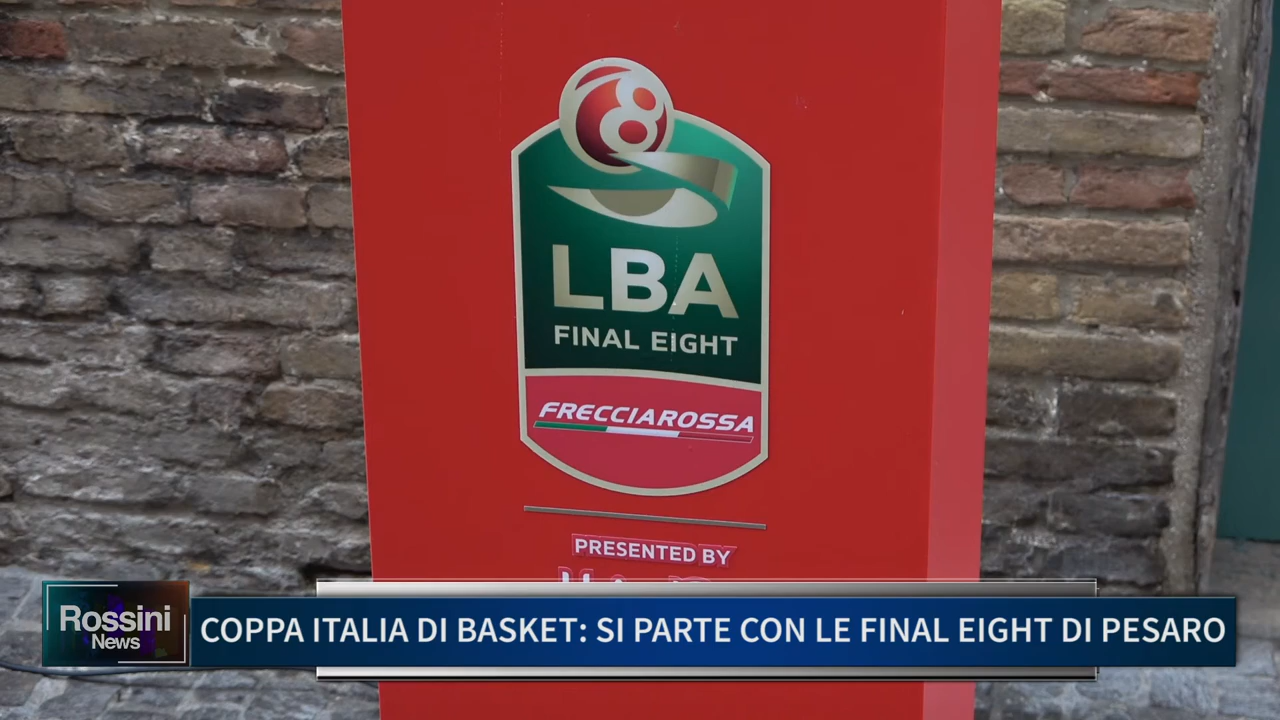 8
LBA
FINAL EIGHT
FRECCIAROSSA
PRESENTED BY
Rossini
News
COPPA ITALIA DI BASKET: SI PARTE CON LE FINAL EIGHT DI PESARO